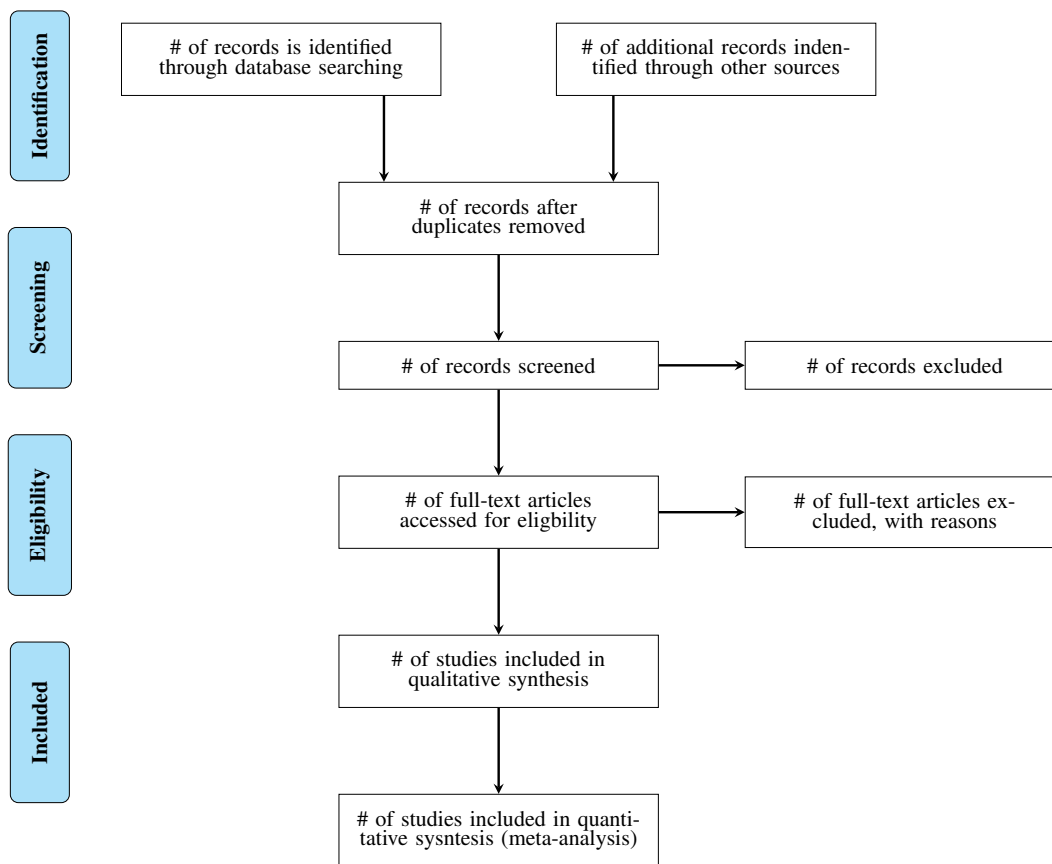 Identification
# of records is identified
through database searching
# of additional records inden-
tified through other sources
# of records after
duplicates removed
Screening
# of records screened
# of records excluded
Eligibility
# of full-text articles
accessed for eligbility
# of full-text articles ex-
cluded, with reasons
Included
# of studies included in
qualitative synthesis
# of studies included in quanti-
tative sysntesis (meta-analysis)